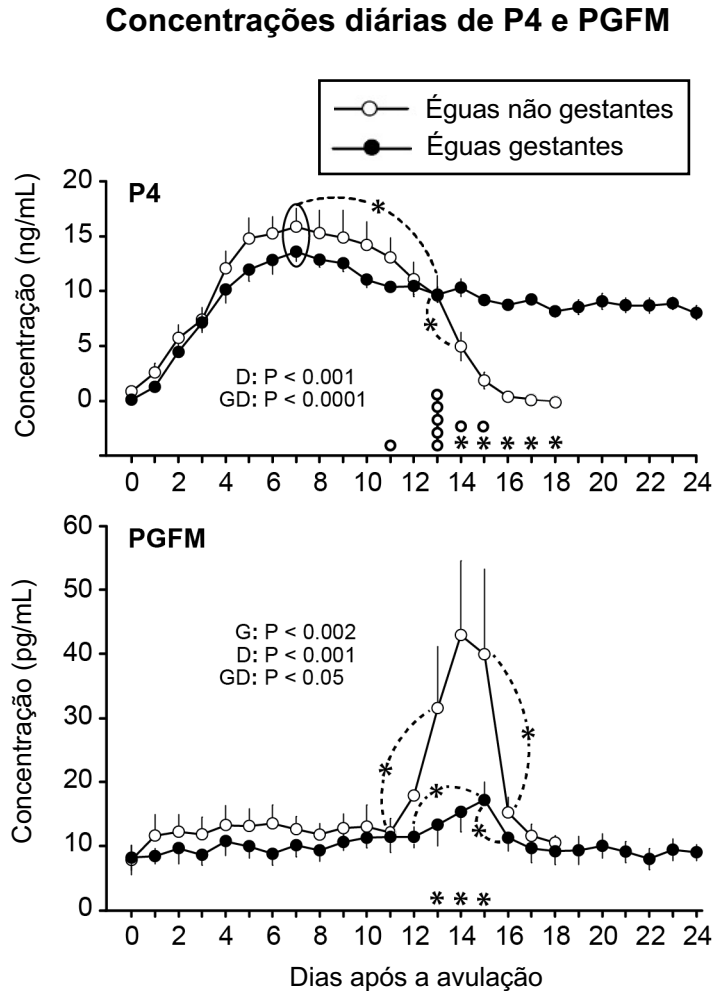 Concentrações diárias de P4 e PGFM
Éguas não gestantes
Éguas gestantes
P4
Concentração (ng/mL)
20
15
10
5
0
D: P < 0.001
GD: P < 0.0001
* * * * *
0 2 4 6 8 10 12 14 16 18 20 22 24
PGFM
Concentração (pg/mL)
60
50
40
30
20
10
0
G: P < 0.002
D: P < 0.001
GD: P < 0.05
* * *
0 2 4 6 8 10 12 14 16 18 20 22 24
Dias após a avulação